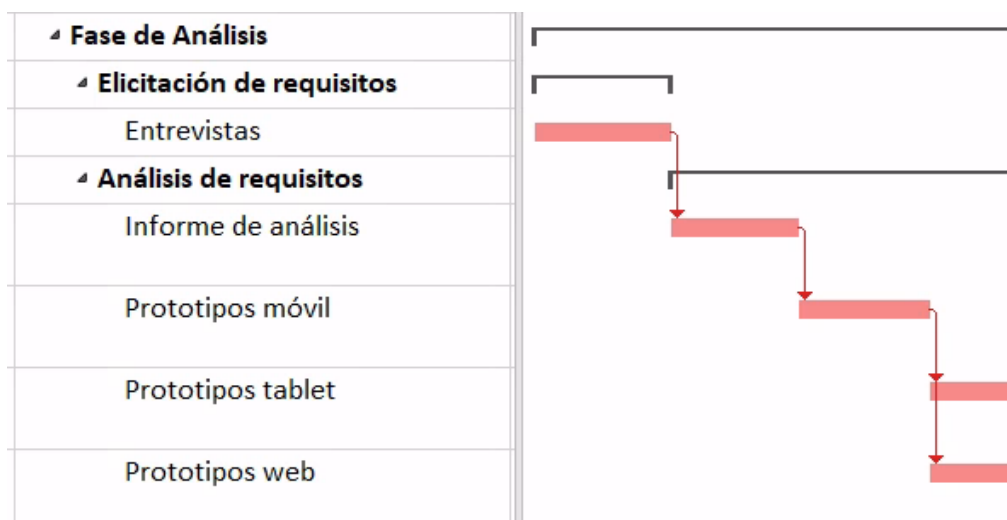 Fase de Análisis
Elicitación de requisitos
Entrevistas
Análisis de requisitos
Informe de análisis
Prototipos móvil
Prototipos tablet
Prototipos web